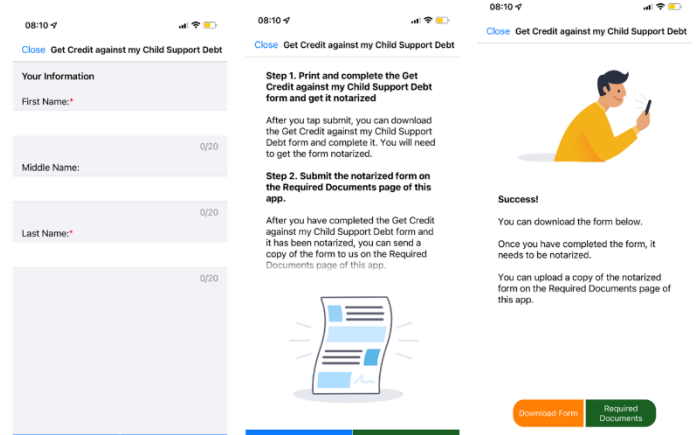 08:10
Close Get Credit against my Child Support Debt
Your Information
First Name:*
0/20
Middle Name:
0/20
Last Name:*
0/20
08:10
Close Get Credit against my Child Support Debt
Step 1. Print and complete the Get
Credit against my Child Support Debt
form and get it notarized
After you tap submit, you can download
the Get Credit against my Child Support
Debt form and complete it. You will need
to get the form notarized.
Step 2. Submit the notarized form on
the Required Documents page of this
app.
After you have completed the Get Credit
against my Child Support Debt form and
it has been notarized, you can send a
copy of the form to us on the Required
Documents page of this app.
08:10
Close Get Credit against my Child Support Debt
Success!
You can download the form below.
Once you have completed the form, it
needs to be notarized.
You can upload a copy of the notarized
form on the Required Documents page of
this app.
Download Form
Required
Documents